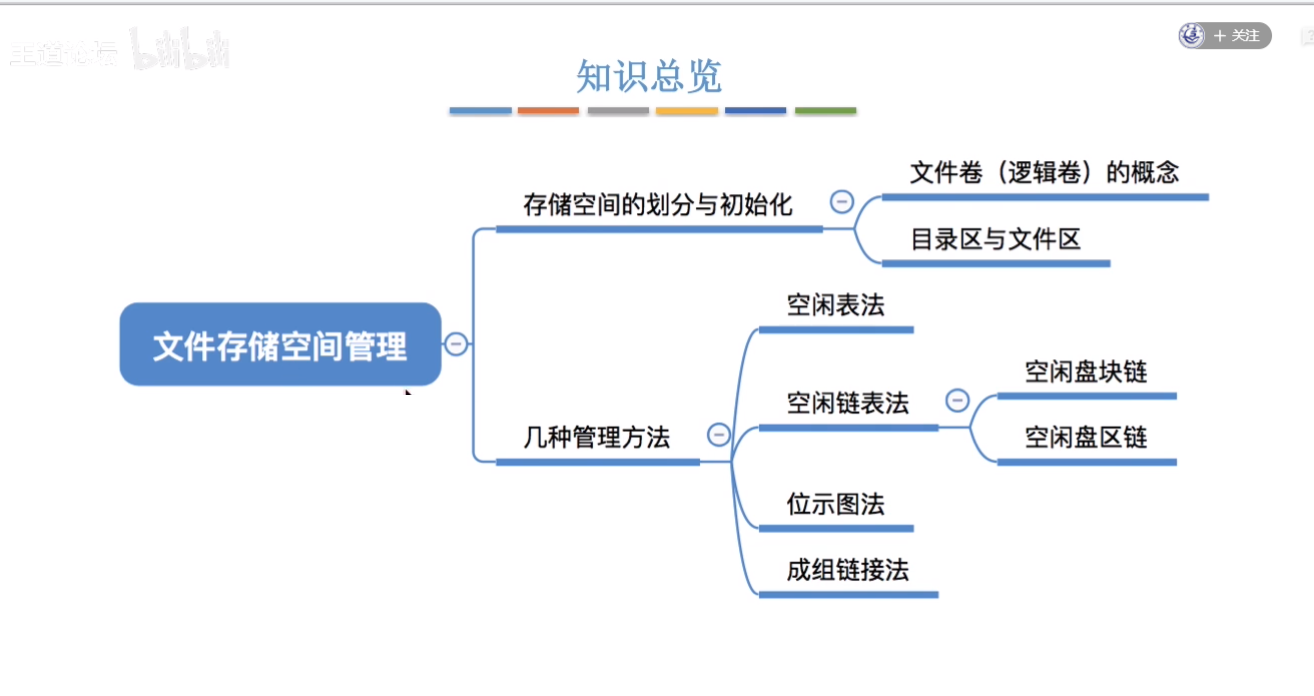 王道论坛 bilibili
+ 关注
知识总览
文件卷（逻辑卷）的概念
存储空间的划分与初始化
目录区与文件区
空闲表法
文件存储空间管理
空闲盘块链
空闲链表法
几种管理方法
空闲盘区链
位示图法
成组链接法